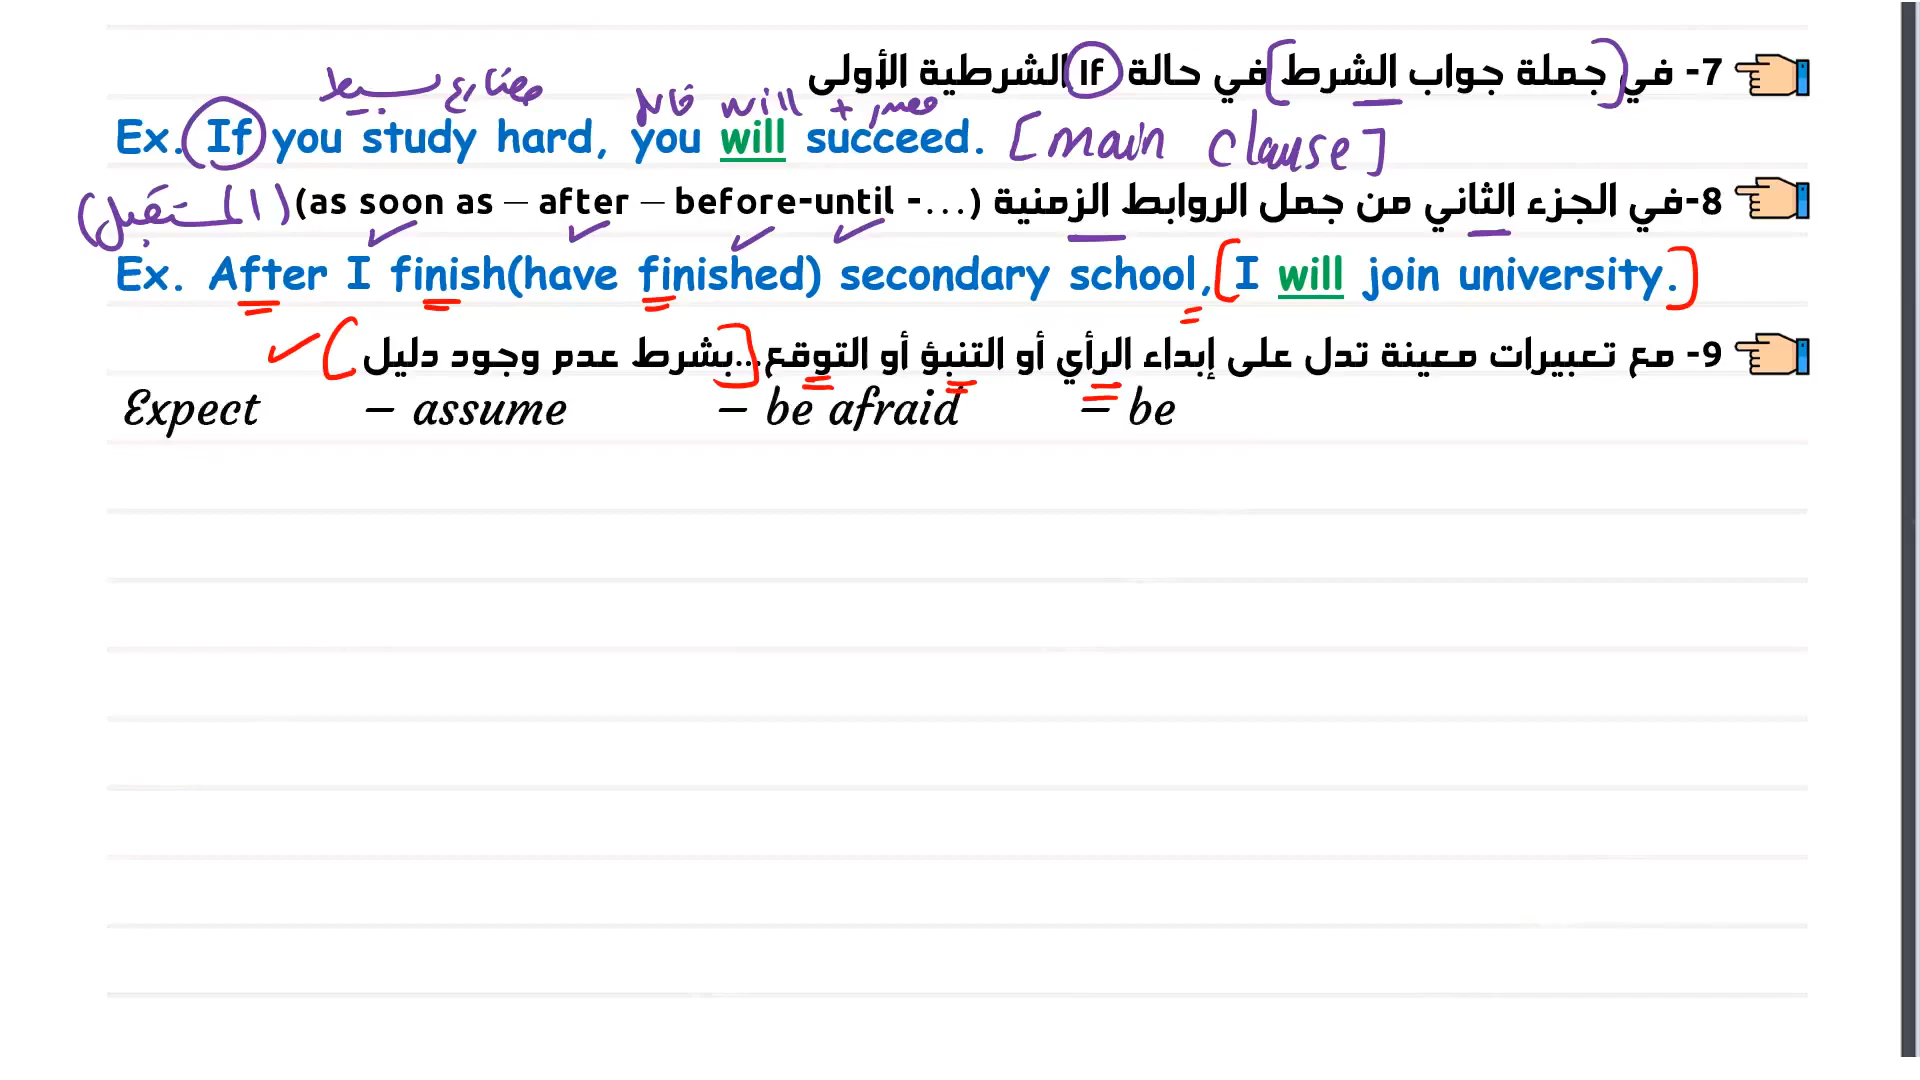 7- في [جملة جواب الشرط] في حالة If الشرطية الأولى
مضارع بسيط
فاعل will + مصدر
Ex. If you study hard, you will succeed. [main clause]
8-في الجزء الثاني من جمل الروابط الزمنية (as soon as – after – before-until -…) (المستقبل)
Ex. After I finish(have finished) secondary school, [I will join university.]
9- مع تعبيرات معينة تدل على إبداء الرأي أو التنبؤ أو التوقع...بشرط عدم وجود دليل
Expect – assume – be afraid – be